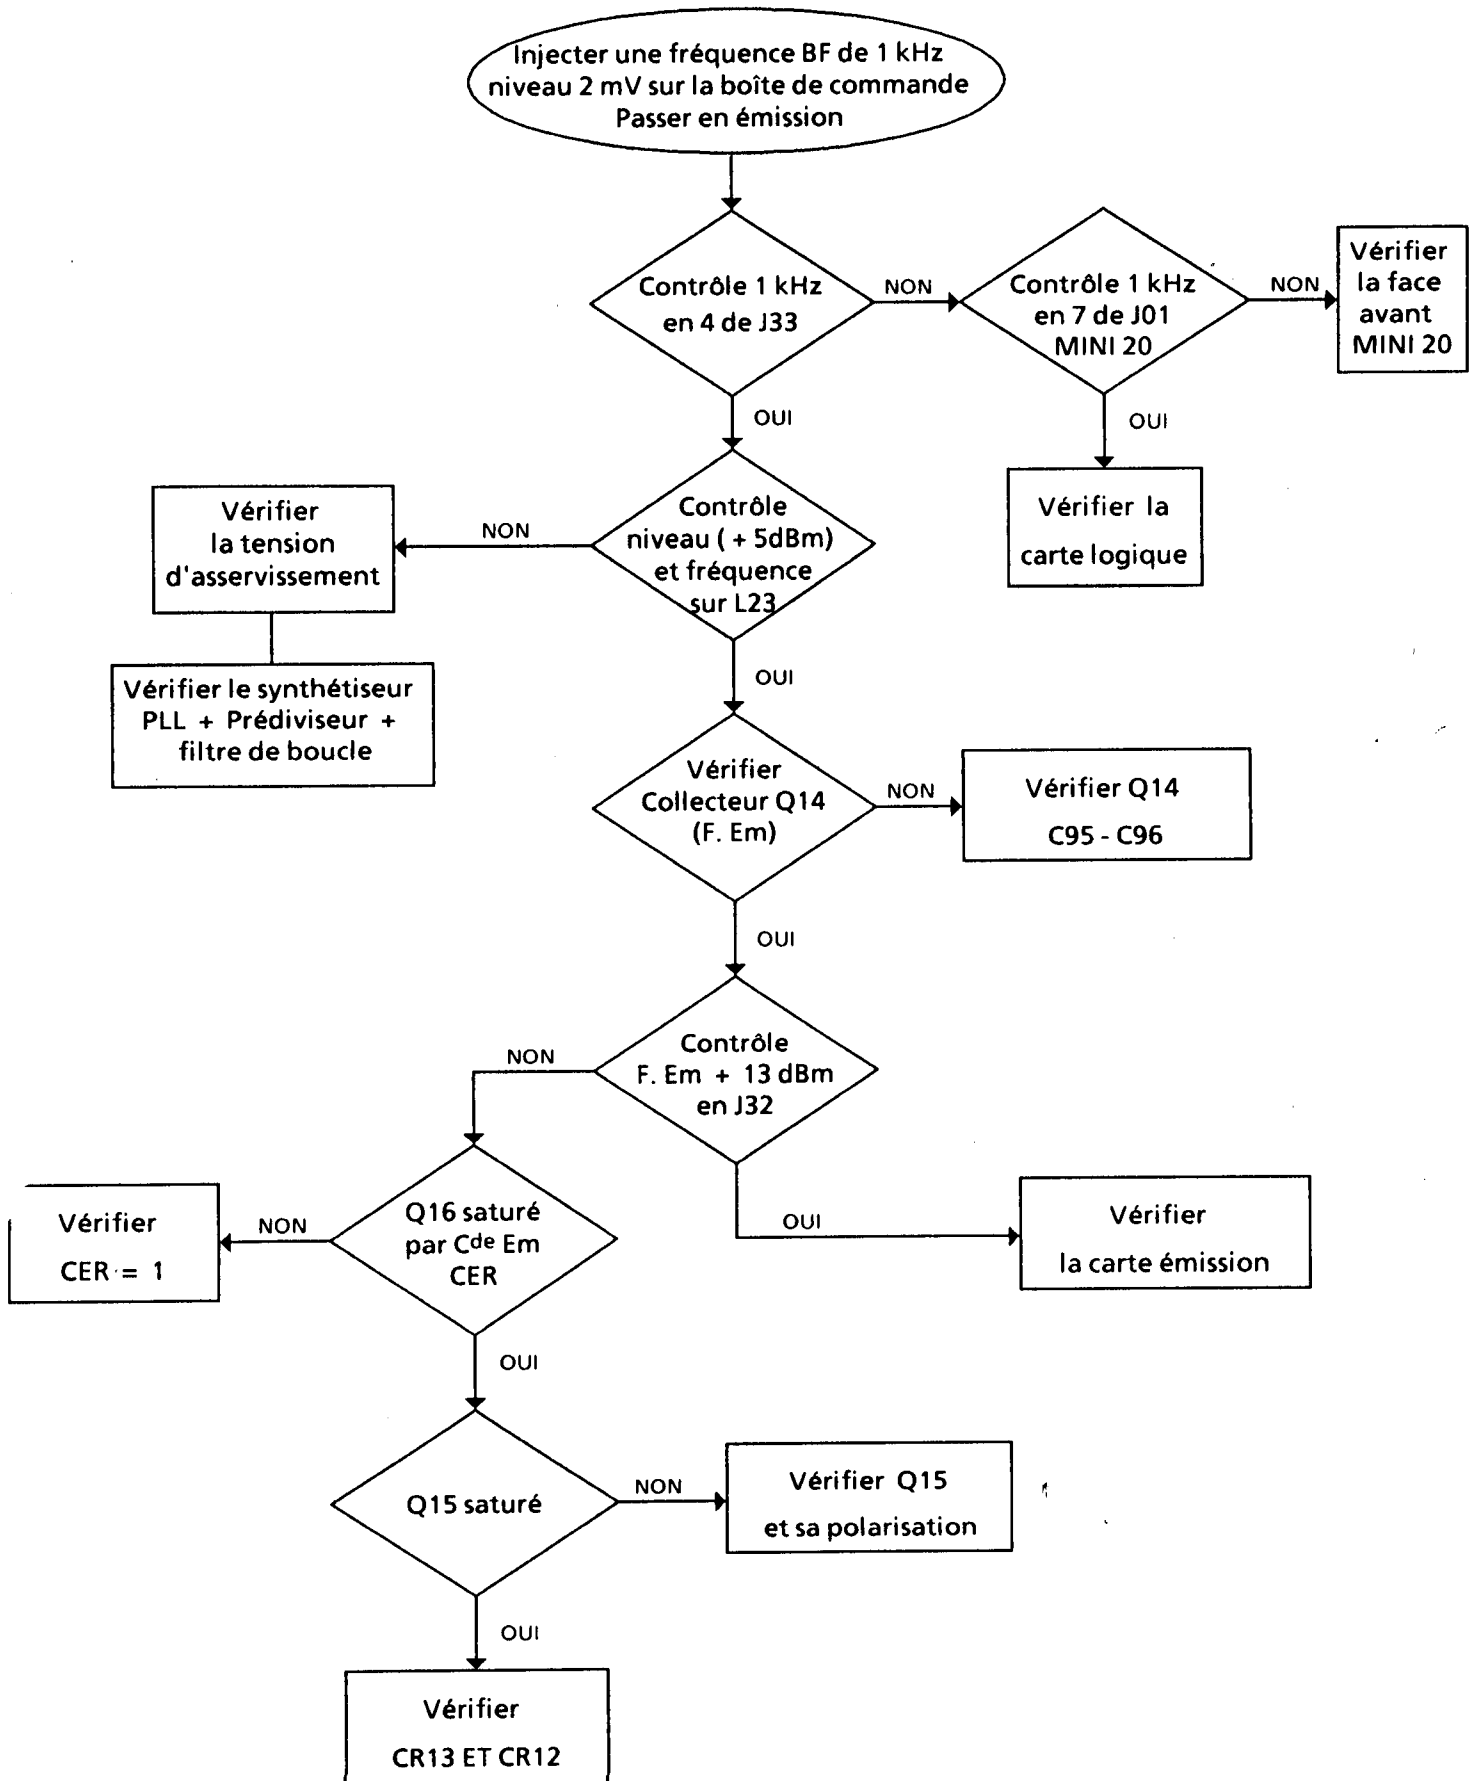 Injecter une fréquence BF de 1 kHz
niveau 2 mV sur la boîte de commande
Passer en émission
Contrôle 1 kHz
en 4 de J33
NON
Contrôle 1 kHz
en 7 de J01
MINI 20
NON
Vérifier
la face
avant
MINI 20
OUI
OUI
Vérifier la
carte logique
Contrôle
niveau ( + 5dBm)
et fréquence
sur L23
NON
Vérifier
la tension
d'asservissement
Vérifier le synthétiseur
PLL + Prédiviseur +
filtre de boucle
OUI
Vérifier
Collecteur Q14
(F. Em)
NON
Vérifier Q14
C95 - C96
OUI
Contrôle
F. Em + 13 dBm
en J32
NON
OUI
Vérifier
la carte émission
Q16 saturé
par Cde Em
CER
NON
Vérifier
CER = 1
OUI
Q15 saturé
NON
Vérifier Q15
et sa polarisation
OUI
Vérifier
CR13 ET CR12